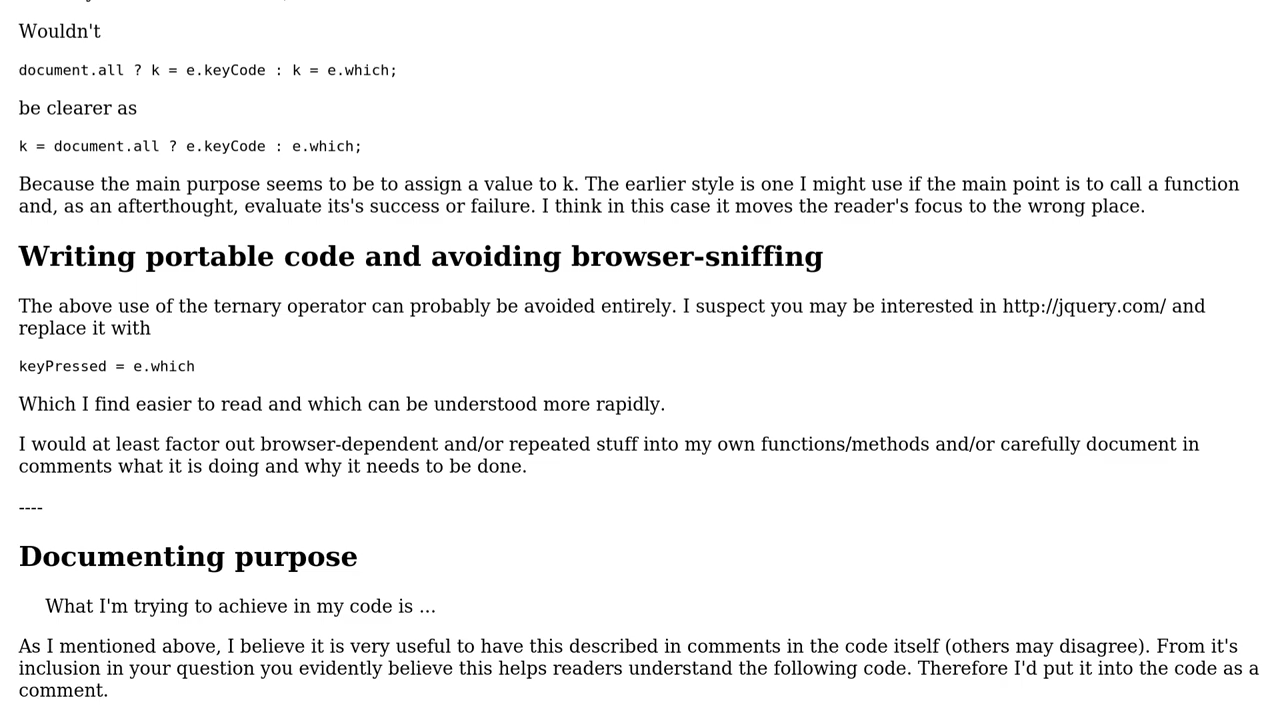 Wouldn't
document.all ? k = e.keyCode : k = e.which;
be clearer as
k = document.all ? e.keyCode : e.which;
Because the main purpose seems to be to assign a value to k. The earlier style is one I might use if the main point is to call a function
and, as an afterthought, evaluate its's success or failure. I think in this case it moves the reader's focus to the wrong place.
Writing portable code and avoiding browser-sniffing
The above use of the ternary operator can probably be avoided entirely. I suspect you may be interested in http://jquery.com/ and
replace it with
keyPressed = e.which
Which I find easier to read and which can be understood more rapidly.
I would at least factor out browser-dependent and/or repeated stuff into my own functions/methods and/or carefully document in
comments what it is doing and why it needs to be done.
----
Documenting purpose
What I'm trying to achieve in my code is ...
As I mentioned above, I believe it is very useful to have this described in comments in the code itself (others may disagree). From it's
inclusion in your question you evidently believe this helps readers understand the following code. Therefore I'd put it into the code as a
comment.